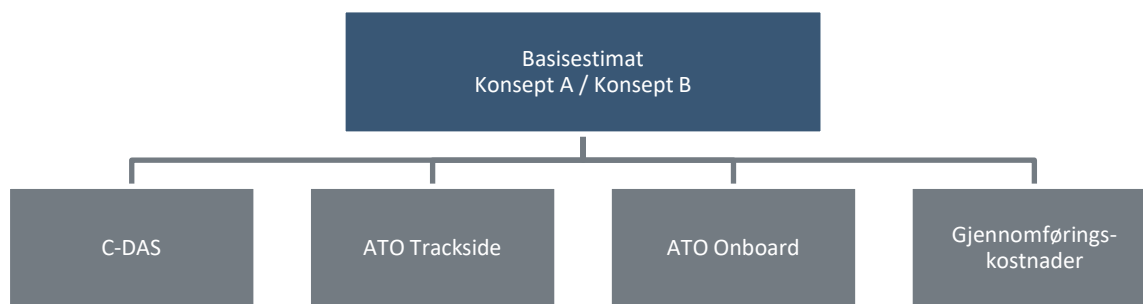 Basisestimat
Konsept A / Konsept B
C-DAS
ATO Trackside
ATO Onboard
Gjennomførings-
kostnader